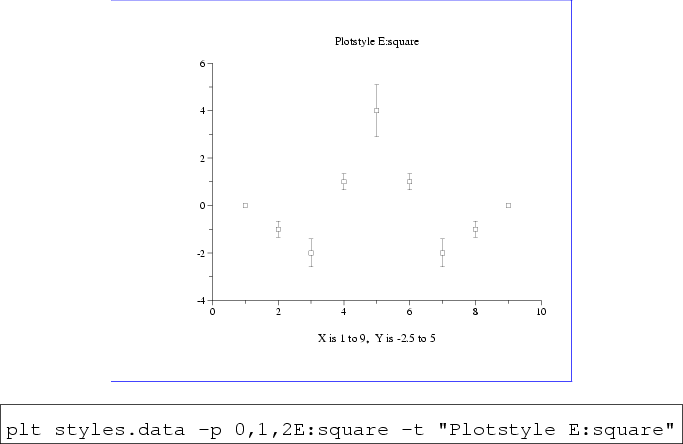 Plotstyle E:square
6
4
2
0
-2
-4
0 2 4 6 8 10
X is 1 to 9, Y is -2.5 to 5
plt styles.data -p 0,1,2E:square -t "Plotstyle E:square"